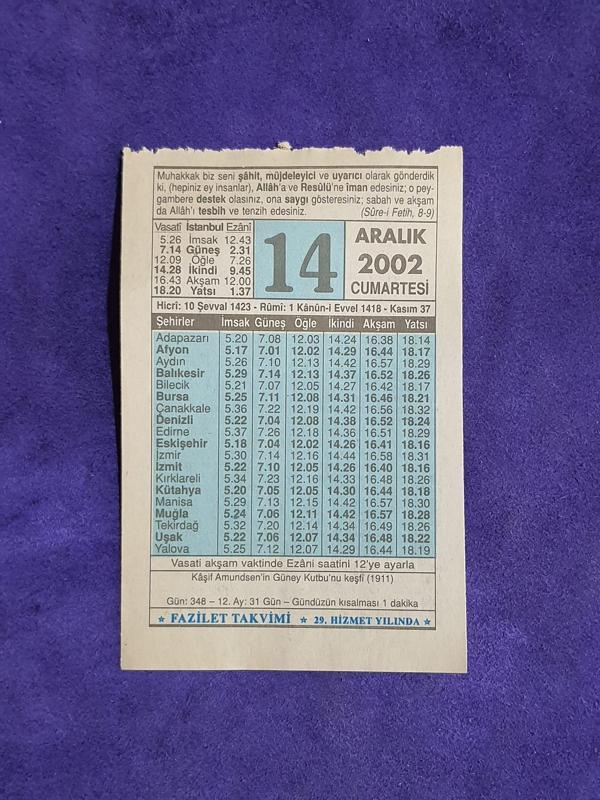 Muhakkak biz seni şâhit, müjdeleyici ve uyarıcı olarak gönderdik
ki, (hepiniz ey insanlar), Allâh'a ve Resûlü'ne îman edesiniz; o pey-
gambere destek olasınız, ona saygı gösteresiniz; sabah ve akşam
da Allâh'ı tesbih ve tenzih edesiniz. (Sûre-i Fetih, 8-9)
Vasatî İstanbul Ezânî
5.26 İmsak 12.43
7.14 Güneş 2.31
12.09 Öğle 7.26
14.28 İkindi 9.45
16.43 Akşam 12.00
18.20 Yatsı 1.37
14
ARALIK
2002
CUMARTESİ
Hicrî: 10 Şevval 1423 - Rûmî: 1 Kânûn-i Evvel 1418 - Kasım 37
Şehirler İmsak Güneş Öğle İkindi Akşam Yatsı
Adapazarı 5.20 7.08 12.03 14.24 16.38 18.14
Afyon 5.17 7.01 12.02 14.29 16.44 18.17
Aydın 5.26 7.10 12.13 14.42 16.57 18.29
Balıkesir 5.29 7.14 12.13 14.37 16.52 18.26
Bilecik 5.21 7.07 12.05 14.27 16.42 18.17
Bursa 5.25 7.11 12.08 14.31 16.46 18.21
Çanakkale 5.36 7.22 12.19 14.42 16.56 18.32
Denizli 5.22 7.04 12.08 14.38 16.52 18.24
Edirne 5.37 7.26 12.18 14.36 16.51 18.29
Eskişehir 5.18 7.04 12.02 14.26 16.41 18.16
İzmir 5.30 7.14 12.16 14.44 16.58 18.31
İzmit 5.22 7.10 12.05 14.26 16.40 18.16
Kırklareli 5.34 7.23 12.16 14.33 16.48 18.26
Kütahya 5.20 7.05 12.05 14.30 16.44 18.18
Manisa 5.29 7.13 12.15 14.42 16.57 18.30
Muğla 5.24 7.06 12.11 14.42 16.57 18.28
Tekirdağ 5.32 7.20 12.14 14.34 16.49 18.26
Uşak 5.22 7.06 12.07 14.34 16.48 18.22
Yalova 5.25 7.12 12.07 14.29 16.44 18.19
Vasati akşam vaktinde Ezânî saatini 12'ye ayarla
Kâşif Amundsen'in Güney Kutbu'nu keşfi (1911)
Gün: 348 – 12. Ay: 31 Gün – Gündüzün kısalması 1 dakika
★ FAZİLET TAKVİMİ ★ 29. HİZMET YILINDA ★